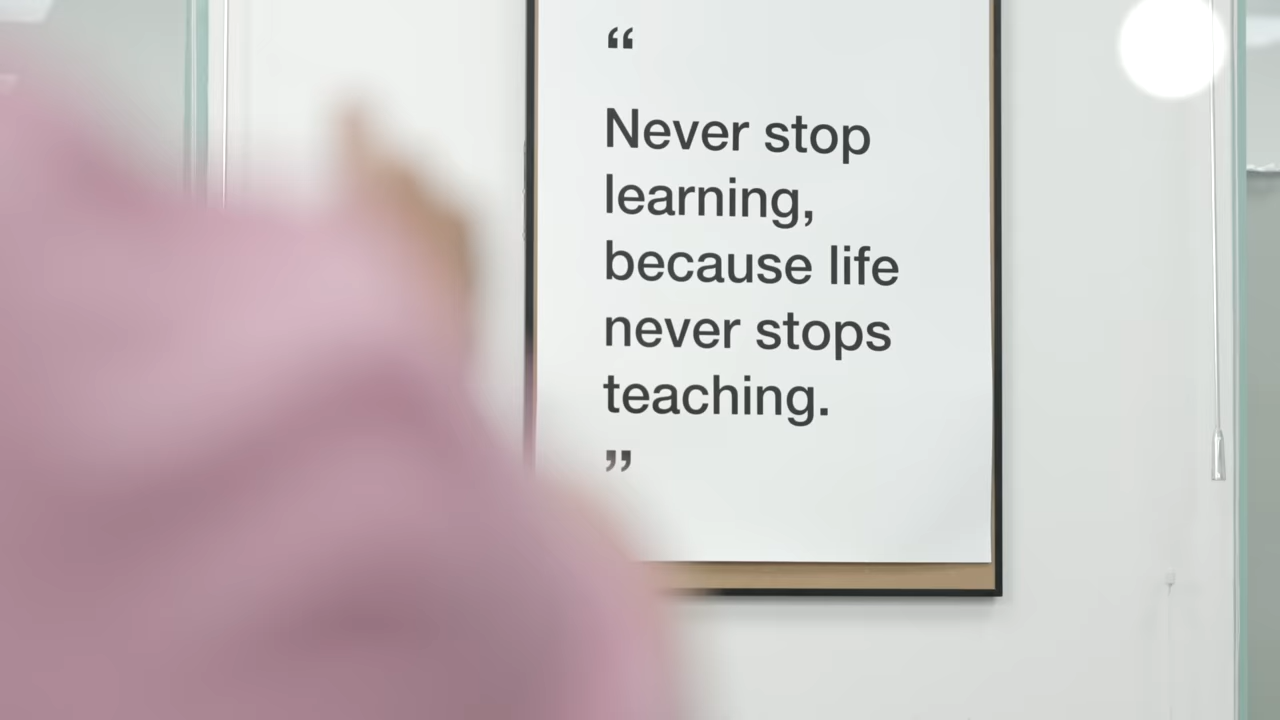 “
Never stop
learning,
because life
never stops
teaching.
”